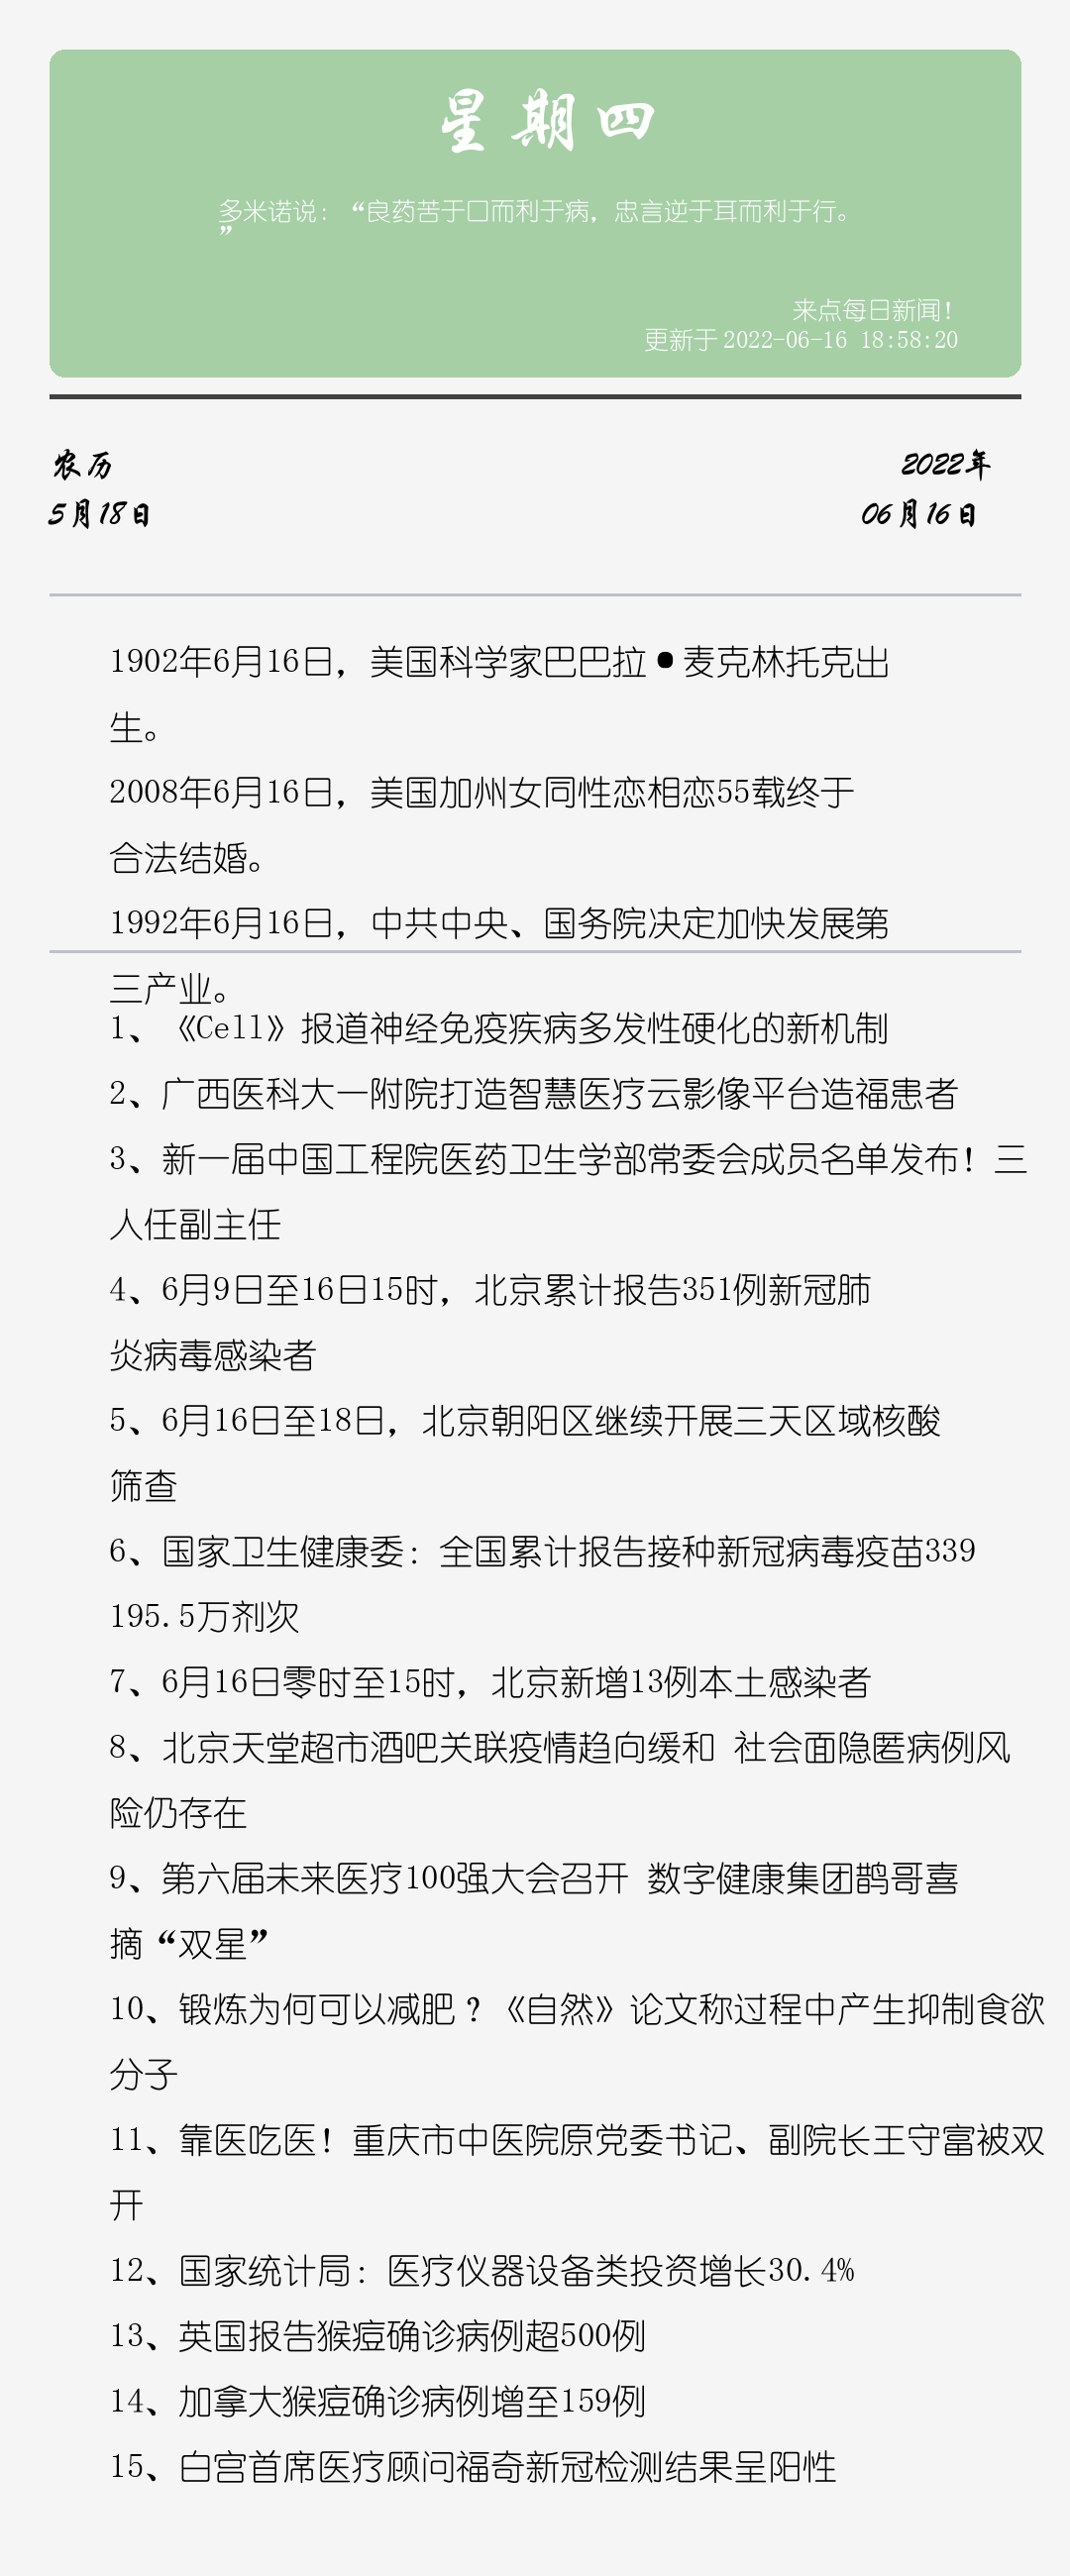 星期四
多米诺说：“良药苦于口而利于病，忠言逆于耳而利于行。
”
来点每日新闻！
更新于 2022-06-16 18:58:20
农历
2022年
5月18日
06月16日
1902年6月16日，美国科学家巴巴拉•麦克林托克出
生。
2008年6月16日，美国加州女同性恋相恋55载终于
合法结婚。
1992年6月16日，中共中央、国务院决定加快发展第
三产业。
1、《Cell》报道神经免疫疾病多发性硬化的新机制
2、广西医科大一附院打造智慧医疗云影像平台造福患者
3、新一届中国工程院医药卫生学部常委会成员名单发布！三
人任副主任
4、6月9日至16日15时，北京累计报告351例新冠肺
炎病毒感染者
5、6月16日至18日，北京朝阳区继续开展三天区域核酸
筛查
6、国家卫生健康委：全国累计报告接种新冠病毒疫苗339
195.5万剂次
7、6月16日零时至15时，北京新增13例本土感染者
8、北京天堂超市酒吧关联疫情趋向缓和 社会面隐匿病例风
险仍存在
9、第六届未来医疗100强大会召开 数字健康集团鹊哥喜
摘“双星”
10、锻炼为何可以减肥？《自然》论文称过程中产生抑制食欲
分子
11、靠医吃医！重庆市中医院原党委书记、副院长王守富被双
开
12、国家统计局：医疗仪器设备类投资增长30.4%
13、英国报告猴痘确诊病例超500例
14、加拿大猴痘确诊病例增至159例
15、白宫首席医疗顾问福奇新冠检测结果呈阳性